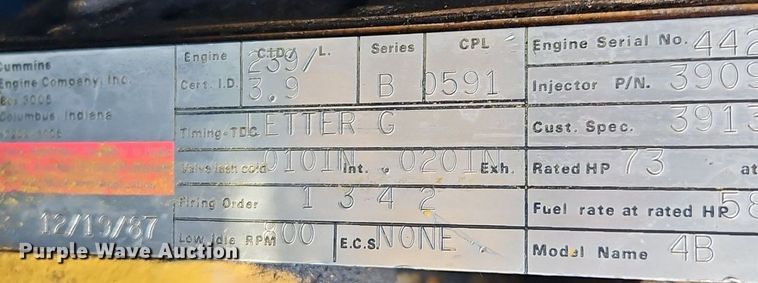 Cummins
Engine Company, Inc.
Box 3005
Columbus, Indiana
12/19/87
Engine
Cert. I.D.
C.I.D./ L.
239/
3.9
Series
B
CPL
0591
Timing-TDC LETTER G
Valve lash cold .010IN Int. .020IN Exh.
Firing Order 1 3 4 2
Low Idle RPM 800
E.C.S. NONE
Engine Serial No. 442
Injector P/N. 3909
Cust. Spec. 3913
Rated HP 73 at
Fuel rate at rated HP 58
Model Name 4B
Purple Wave Auction